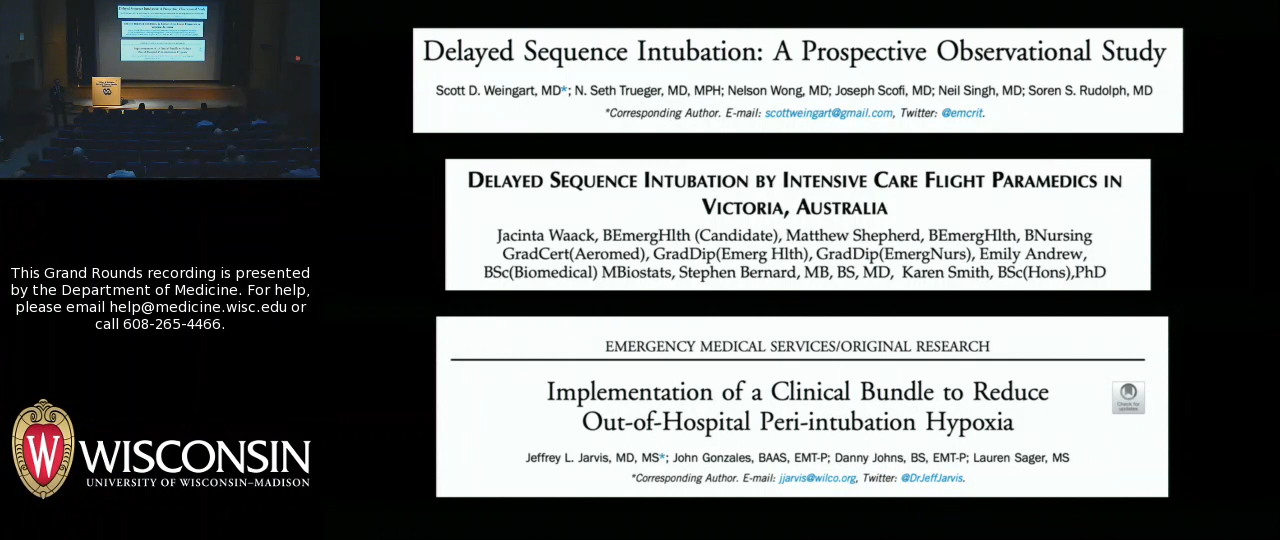 Delayed Sequence Intubation: A Prospective Observational Study
Scott D. Weingart, MD*; N. Seth Trueger, MD, MPH; Nelson Wong, MD; Joseph Scofi, MD; Neil Singh, MD; Soren S. Rudolph, MD
*Corresponding Author. E-mail: scottweingart@gmail.com, Twitter: @emcrit.
DELAYED SEQUENCE INTUBATION BY INTENSIVE CARE FLIGHT PARAMEDICS IN
VICTORIA, AUSTRALIA
Jacinta Waack, BEmergHlth (Candidate), Matthew Shepherd, BEmergHlth, BNursing
GradCert(Aeromed), GradDip(Emerg Hlth), GradDip(EmergNurs), Emily Andrew,
BSc(Biomedical) MBiostats, Stephen Bernard, MB, BS, MD, Karen Smith, BSc(Hons),PhD
EMERGENCY MEDICAL SERVICES/ORIGINAL RESEARCH
Implementation of a Clinical Bundle to Reduce
Out-of-Hospital Peri-intubation Hypoxia
Check for
updates
Jeffrey L. Jarvis, MD, MS*; John Gonzales, BAAS, EMT-P; Danny Johns, BS, EMT-P; Lauren Sager, MS
*Corresponding Author. E-mail: jjarvis@wilco.org, Twitter: @DrJeffJarvis.
This Grand Rounds recording is presented
by the Department of Medicine. For help,
please email help@medicine.wisc.edu or
call 608-265-4466.
W
WISCONSIN
UNIVERSITY OF WISCONSIN–MADISON